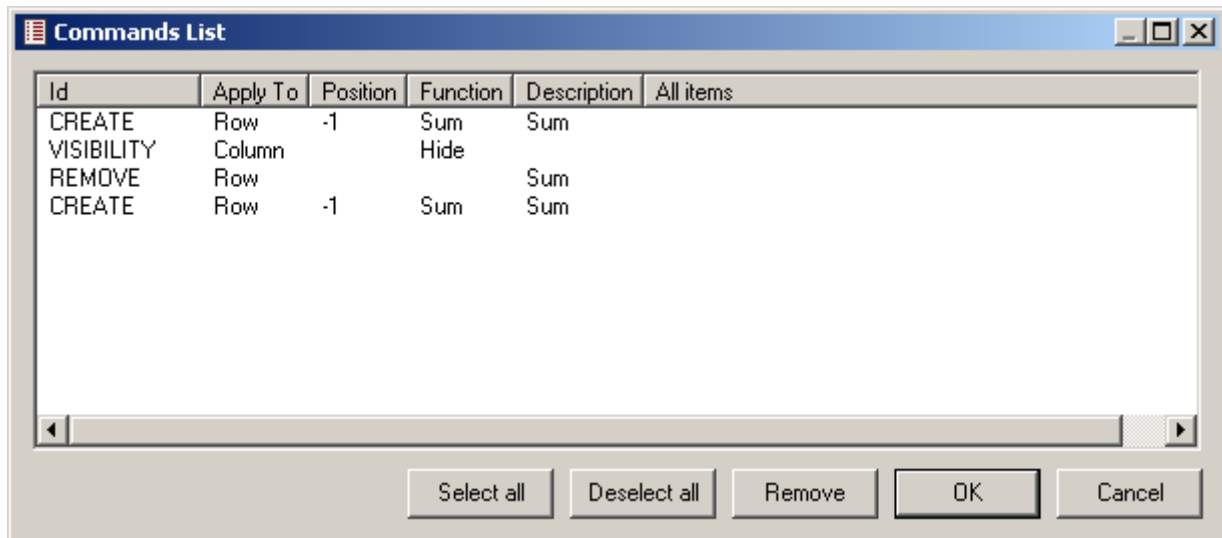 Commands List
Id Apply To Position Function Description All items
CREATE Row -1 Sum Sum
VISIBILITY Column Hide
REMOVE Row Sum
CREATE Row -1 Sum Sum
Select all Deselect all Remove OK Cancel